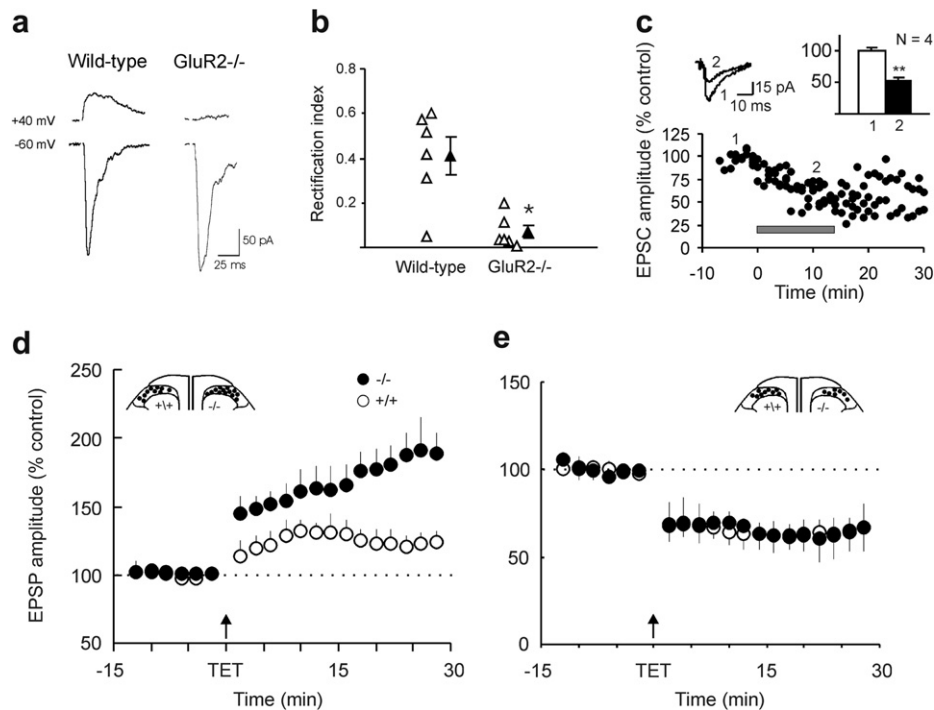 a
Wild-type GluR2-/-
+40 mV
-60 mV
50 pA
25 ms
b
Rectification index
0.8
0.6
0.4
0.2
*
Wild-type GluR2-/-
c
2
1
15 pA
10 ms
N = 4
100
50
**
1 2
EPSC amplitude (% control)
125
100
75
50
25
0
1
2
-10 0 10 20 30
Time (min)
d
EPSP amplitude (% control)
250
200
150
100
50
+/+ -/-
-/-
+/+
-15 TET 15 30
Time (min)
e
150
100
50
0
+/+ -/-
-15 TET 15 30
Time (min)